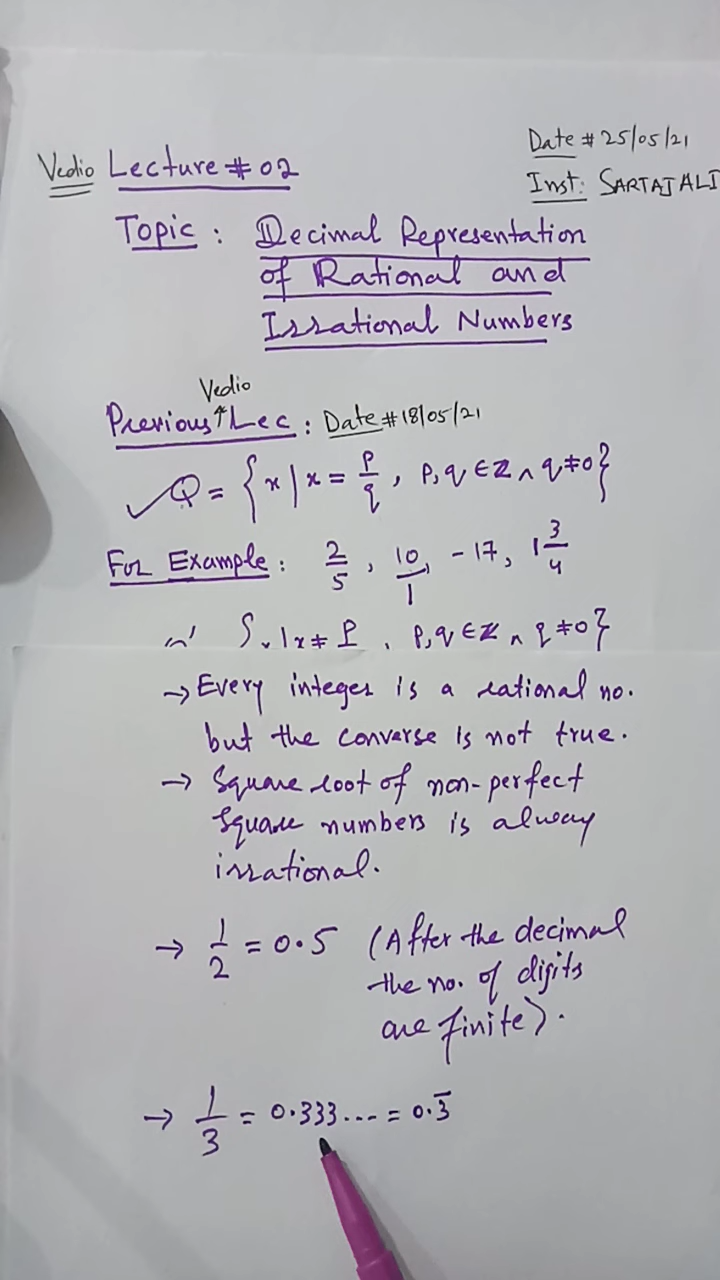 Vedio Lecture # 02
Date # 25/05/21
Inst: SARTAJ ALI
Topic: Decimal Representation
of Rational and
Irrational Numbers
Vedio
Previous ↑ Lec: Date # 18/05/21
✓ Q = {x | x = p/q, p, q ∈ Z ∧ q ≠ 0}
For Example: 2/5, 10/1, -17, 1 3/4
x ≠ p, p, q ∈ Z ∧ q ≠ 0}
→ Every integer is a rational no.
but the converse is not true.
→ Square root of non-perfect
square numbers is alway
irrational.
→ 1/2 = 0.5 (After the decimal
the no. of digits
are finite).
→ 1/3 = 0.333... = 0.3̅